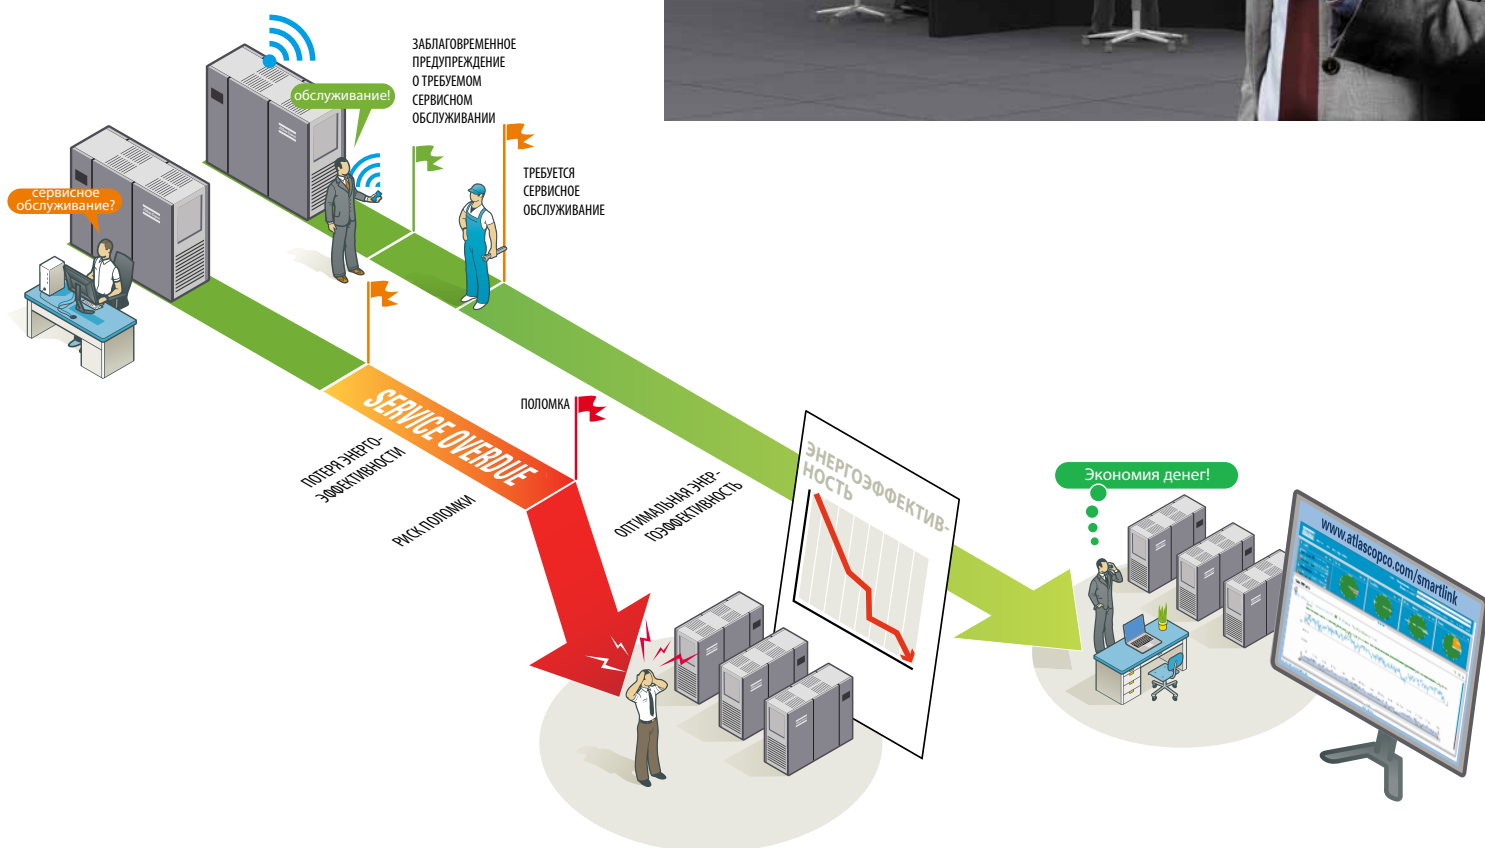 ЗАБЛАГОВРЕМЕННОЕ
ПРЕДУПРЕЖДЕНИЕ
О ТРЕБУЕМОМ
СЕРВИСНОМ
ОБСЛУЖИВАНИИ
обслуживание!
ТРЕБУЕТСЯ
СЕРВИСНОЕ
ОБСЛУЖИВАНИЕ
сервисное
обслуживание?
SERVICE OVERDUE
ПОЛОМКА
ПОТЕРЯ ЭНЕРГО-
ЭФФЕКТИВНОСТИ
РИСК ПОЛОМКИ
ОПТИМАЛЬНАЯ ЭНЕР-
ГОЭФФЕКТИВНОСТЬ
ЭНЕРГОЭФФЕКТИВ-
НОСТЬ
Экономия денег!
www.atlascopco.com/smartlink